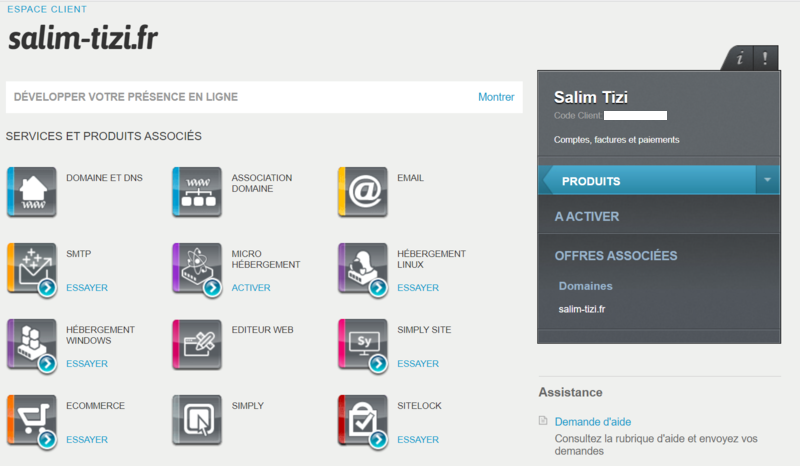 ESPACE CLIENT
salim-tizi.fr
DÉVELOPPER VOTRE PRÉSENCE EN LIGNE
Montrer
SERVICES ET PRODUITS ASSOCIÉS
www
DOMAINE ET DNS
www
ASSOCIATION
DOMAINE
@
EMAIL
SMTP
ESSAYER
MICRO
HÉBERGEMENT
ACTIVER
HÉBERGEMENT
LINUX
ESSAYER
HÉBERGEMENT
WINDOWS
ESSAYER
EDITEUR WEB
Sy
SIMPLY SITE
ESSAYER
ECOMMERCE
ESSAYER
SIMPLY
SITELOCK
ESSAYER
i
!
Salim Tizi
Code Client
Comptes, factures et paiements
PRODUITS
A ACTIVER
OFFRES ASSOCIÉES
Domaines
salim-tizi.fr
Assistance
Demande d'aide
Consultez la rubrique d'aide et envoyez vos
demandes